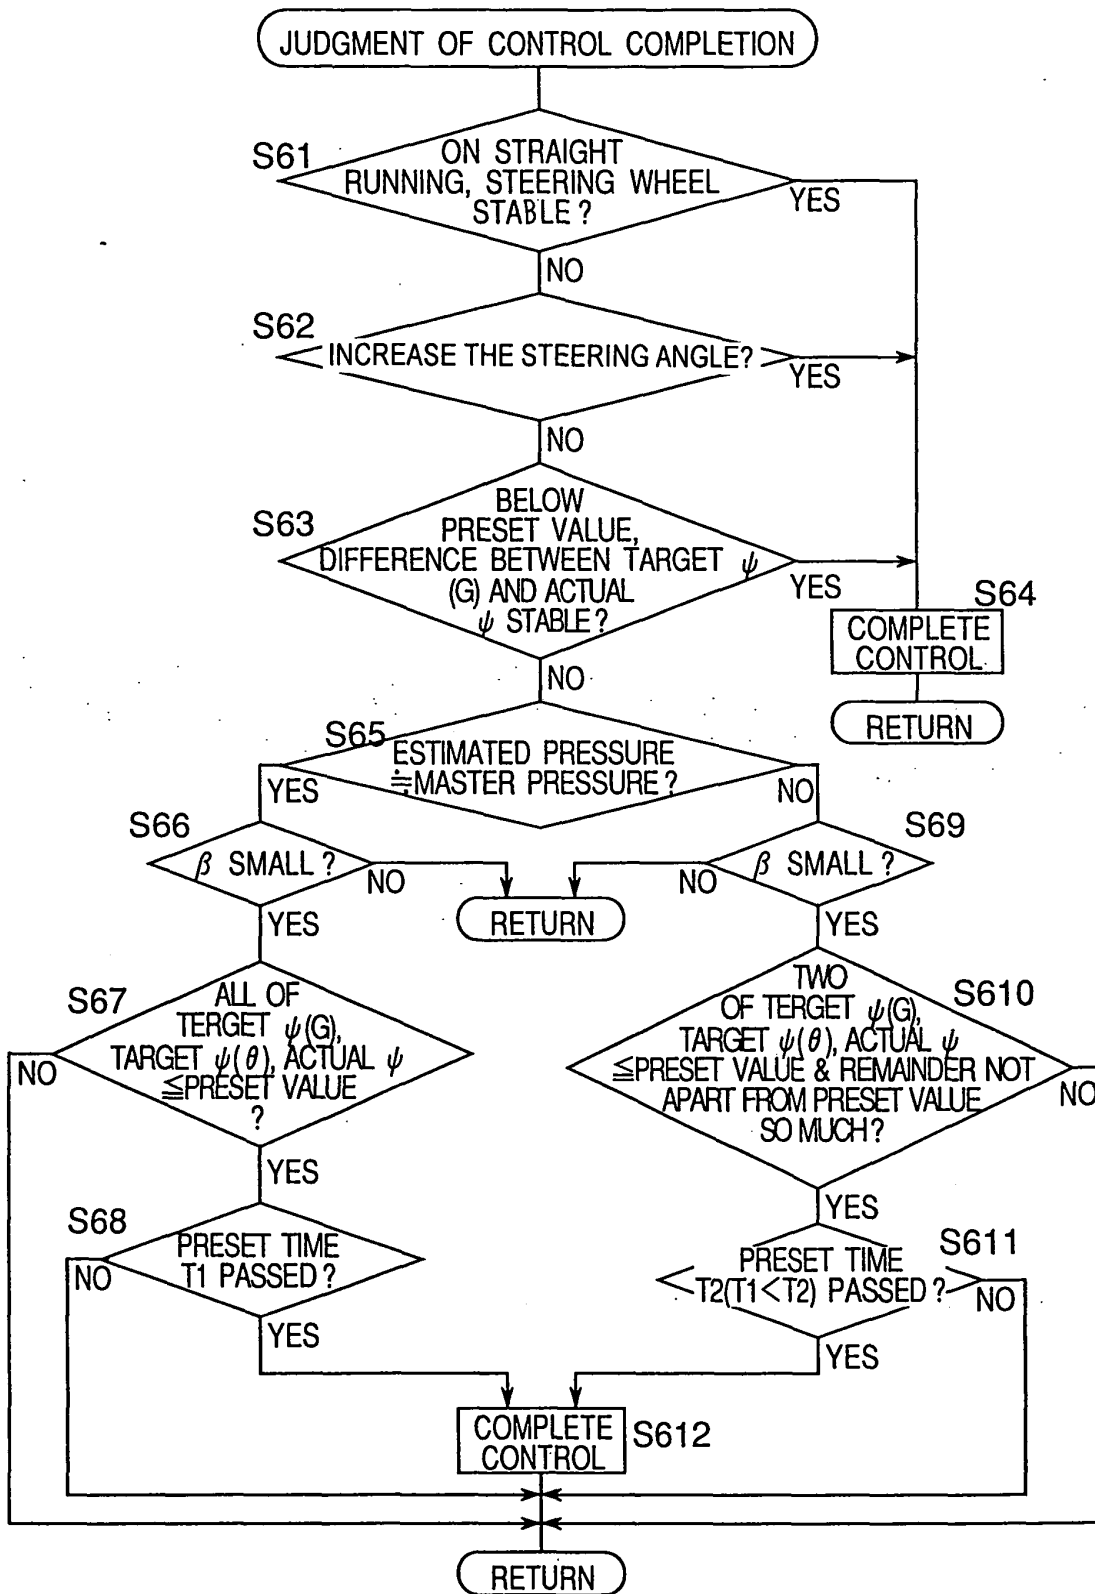 JUDGMENT OF CONTROL COMPLETION
S61
ON STRAIGHT
RUNNING, STEERING WHEEL
STABLE?
YES
NO
S62
INCREASE THE STEERING ANGLE?
YES
NO
S63
BELOW
PRESET VALUE,
DIFFERENCE BETWEEN TARGET ψ
(G) AND ACTUAL
ψ STABLE?
YES
S64
COMPLETE
CONTROL
NO
RETURN
S65
ESTIMATED PRESSURE
≒MASTER PRESSURE?
YES
NO
S66
β SMALL?
NO
YES
RETURN
S69
β SMALL?
NO
YES
S67
ALL OF
TERGET ψ(G),
TARGET ψ(θ), ACTUAL ψ
≦PRESET VALUE
?
NO
YES
S610
TWO
OF TERGET ψ(G),
TARGET ψ(θ), ACTUAL ψ
≦PRESET VALUE & REMAINDER NOT
APART FROM PRESET VALUE
SO MUCH?
NO
YES
S68
PRESET TIME
T1 PASSED?
NO
YES
S611
PRESET TIME
T2(T1<T2) PASSED?
NO
YES
COMPLETE
CONTROL
S612
RETURN